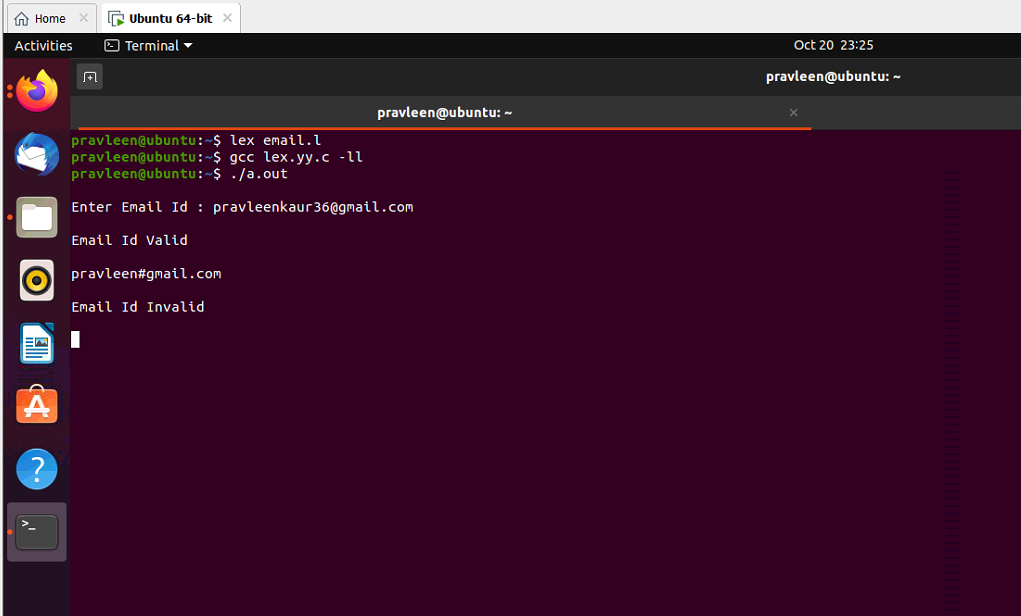 Home
Ubuntu 64-bit
Activities Terminal Oct 20 23:25
pravleen@ubuntu: ~
pravleen@ubuntu: ~
pravleen@ubuntu:~$ lex email.l
pravleen@ubuntu:~$ gcc lex.yy.c -ll
pravleen@ubuntu:~$ ./a.out
Enter Email Id : pravleenkaur36@gmail.com
Email Id Valid
pravleen#gmail.com
Email Id Invalid